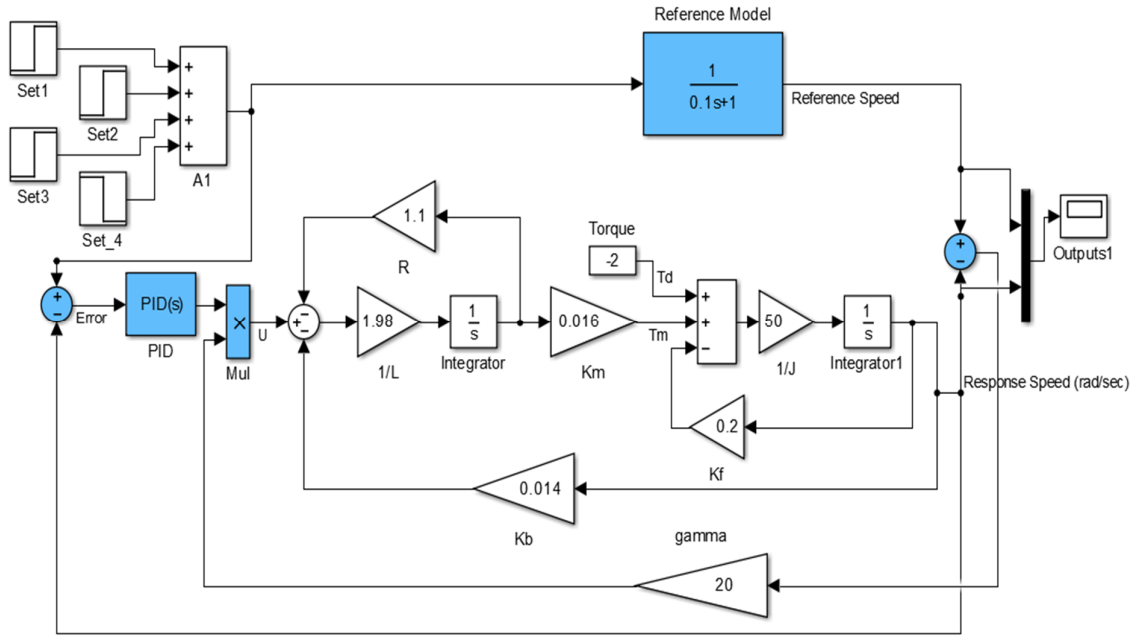 Reference Model
1
0.1s+1
Reference Speed
Set1
+
Set2
+
+
Set3
+
A1
Set_4
1.1
R
Torque
-2
Td
+
−
Outputs1
+
−
Error
PID(s)
PID
×
Mul
U
−
+
−
1.98
1/L
1
s
Integrator
0.016
Km
Tm
+
+
−
50
1/J
1
s
Integrator1
Response Speed (rad/sec)
0.2
Kf
0.014
Kb
gamma
20